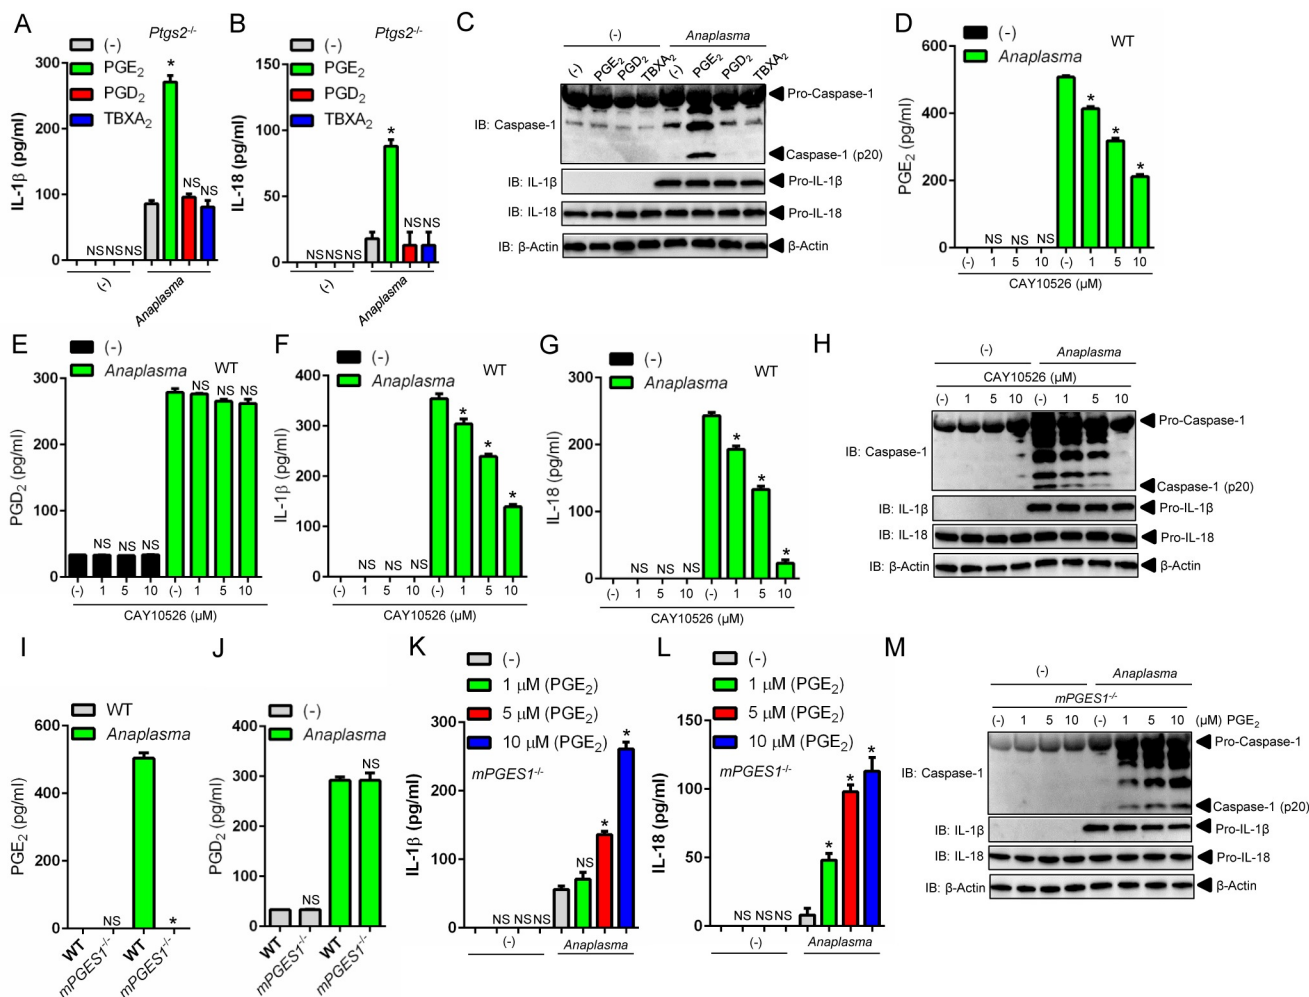 A
Ptgs2-/-
(-)
PGE2
PGD2
TBXA2
IL-1β (pg/ml)
300
200
100
0
*
NS NS
NS NS NS
(-)
Anaplasma
B
Ptgs2-/-
(-)
PGE2
PGD2
TBXA2
IL-18 (pg/ml)
150
100
50
0
*
NS NS
NS NS NS
(-)
Anaplasma
C
(-) Anaplasma
(-) PGE2 PGD2 TBXA2 (-) PGE2 PGD2 TBXA2
Pro-Caspase-1
IB: Caspase-1
Caspase-1 (p20)
IB: IL-1β Pro-IL-1β
IB: IL-18 Pro-IL-18
IB: β-Actin β-Actin
D
(-)
Anaplasma
WT
PGE2 (pg/ml)
600
400
200
0
* * *
NS NS NS
(-) 1 5 10 (-) 1 5 10
CAY10526 (µM)
E
(-)
Anaplasma
WT
PGD2 (pg/ml)
300
200
100
0
NS NS NS
NS NS NS
(-) 1 5 10 (-) 1 5 10
CAY10526 (µM)
F
(-)
Anaplasma
WT
IL-1β (pg/ml)
400
300
200
100
0
* * *
NS NS NS
(-) 1 5 10 (-) 1 5 10
CAY10526 (µM)
G
(-)
Anaplasma
WT
IL-18 (pg/ml)
300
200
100
0
* * *
NS NS NS
(-) 1 5 10 (-) 1 5 10
CAY10526 (µM)
H
(-) Anaplasma
CAY10526 (µM)
(-) 1 5 10 (-) 1 5 10
Pro-Caspase-1
IB: Caspase-1
Caspase-1 (p20)
IB: IL-1β Pro-IL-1β
IB: IL-18 Pro-IL-18
IB: β-Actin β-Actin
I
WT
Anaplasma
PGE2 (pg/ml)
600
400
200
0
NS *
WT mPGES1-/- WT mPGES1-/-
J
(-)
Anaplasma
PGD2 (pg/ml)
400
300
200
100
0
NS NS
WT mPGES1-/- WT mPGES1-/-
K
(-)
1 µM (PGE2)
5 µM (PGE2)
10 µM (PGE2)
mPGES1-/-
IL-1β (pg/ml)
300
200
100
0
NS * *
NS NS NS
(-) Anaplasma
L
(-)
1 µM (PGE2)
5 µM (PGE2)
10 µM (PGE2)
mPGES1-/-
IL-18 (pg/ml)
150
100
50
0
* * *
NS NS NS
(-) Anaplasma
M
(-) Anaplasma
mPGES1-/-
(-) 1 5 10 (-) 1 5 10 (µM) PGE2
Pro-Caspase-1
IB: Caspase-1
Caspase-1 (p20)
IB: IL-1β Pro-IL-1β
IB: IL-18 Pro-IL-18
IB: β-Actin β-Actin